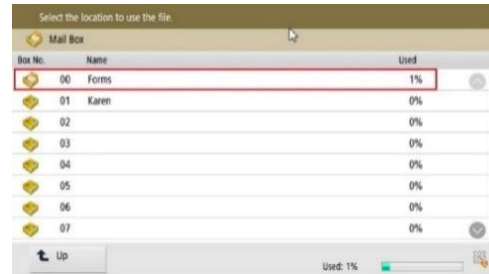 Select the location to use the file.
Mail Box
Box No. Name Used
00 Forms 1%
01 Karen 0%
02 0%
03 0%
04 0%
05 0%
06 0%
07 0%
Up
Used: 1%